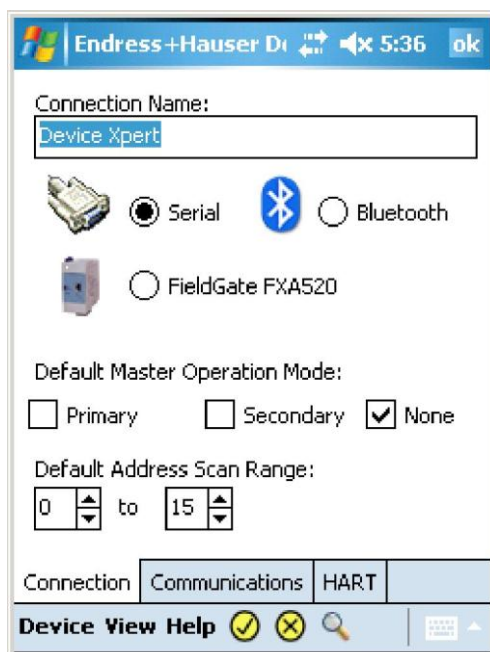 Endress+Hauser D 5:36 ok
Connection Name:
Device Xpert
Serial Bluetooth
FieldGate FXA520
Default Master Operation Mode:
Primary Secondary None
Default Address Scan Range:
0 to 15
Connection Communications HART
Device View Help